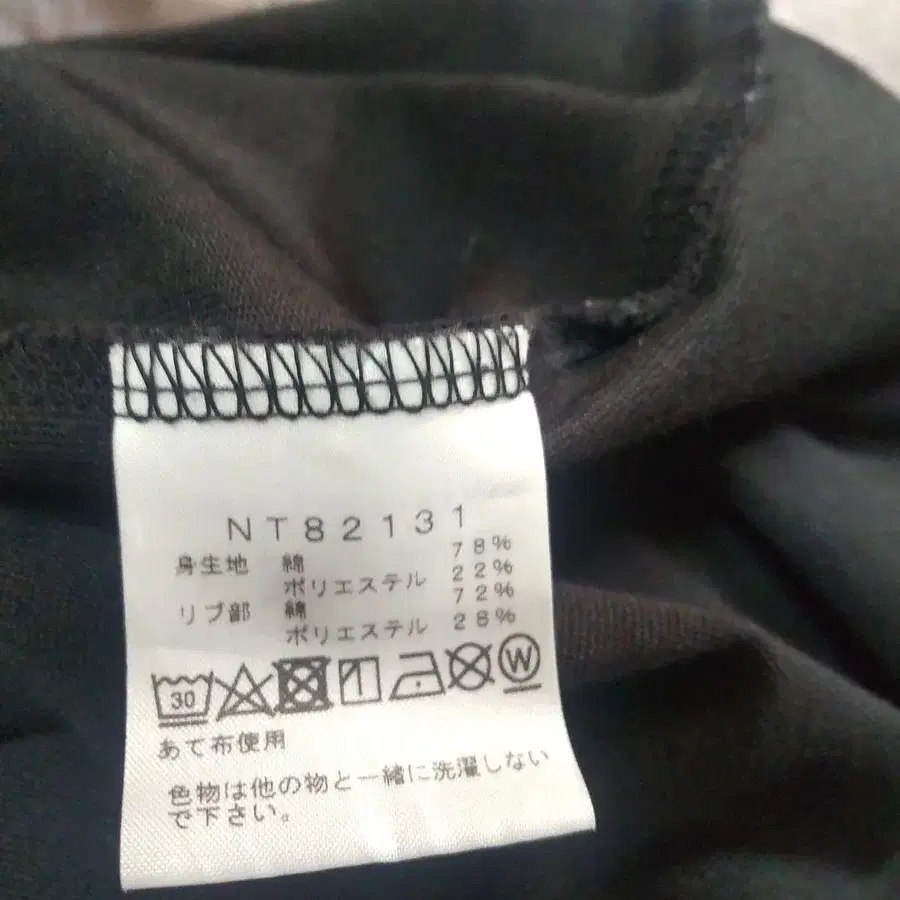 NT82131
身生地 綿 78%
ポリエステル 22%
リブ部 綿 72%
ポリエステル 28%
30 W
あて布使用
色物は他の物と一緒に洗濯しない
で下さい。